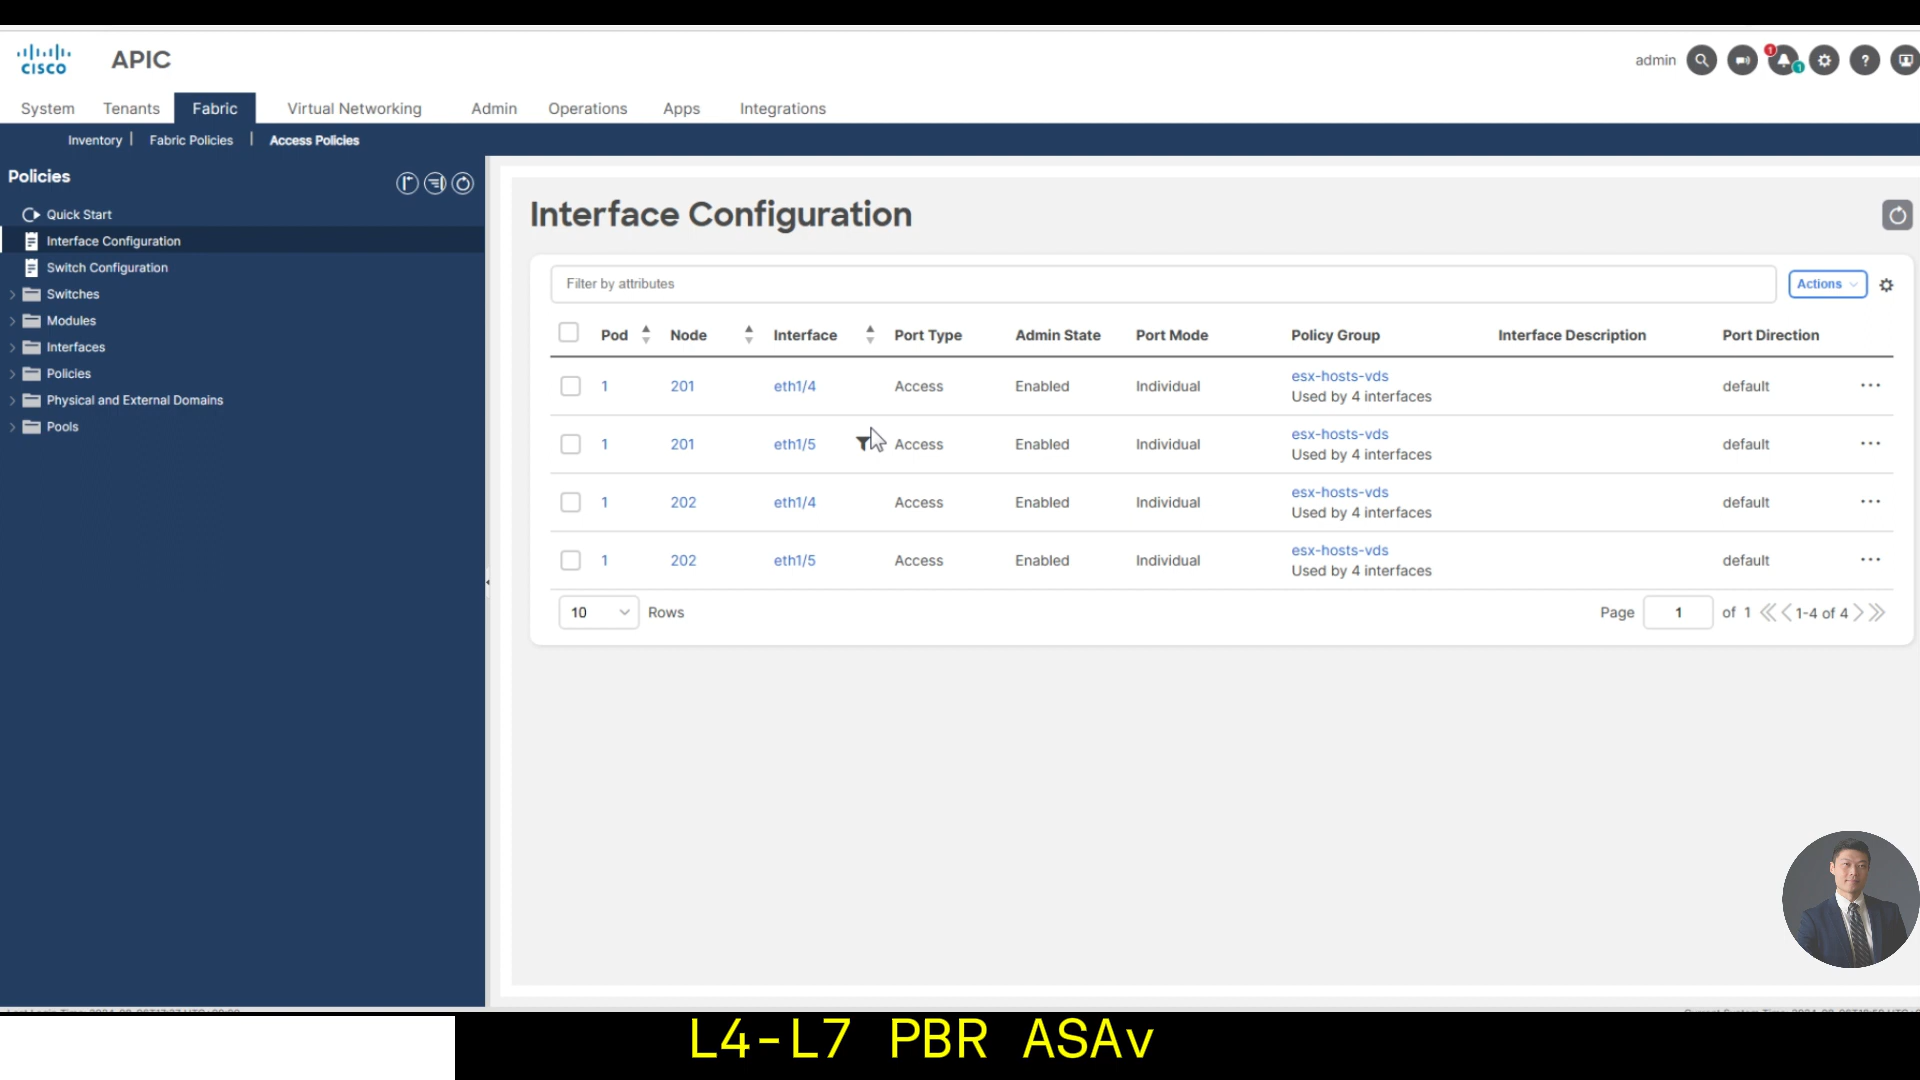 CISCO APIC admin 1 1 ?
System Tenants Fabric Virtual Networking Admin Operations Apps Integrations
Inventory | Fabric Policies | Access Policies
Policies
Quick Start
Interface Configuration
Switch Configuration
Switches
Modules
Interfaces
Policies
Physical and External Domains
Pools
Interface Configuration
Filter by attributes Actions
Pod Node Interface Port Type Admin State Port Mode Policy Group Interface Description Port Direction
1 201 eth1/4 Access Enabled Individual esx-hosts-vds default ...
Used by 4 interfaces
1 201 eth1/5 Access Enabled Individual esx-hosts-vds default ...
Used by 4 interfaces
1 202 eth1/4 Access Enabled Individual esx-hosts-vds default ...
Used by 4 interfaces
1 202 eth1/5 Access Enabled Individual esx-hosts-vds default ...
Used by 4 interfaces
10 Rows Page 1 of 1 1-4 of 4
L4-L7 PBR ASAv